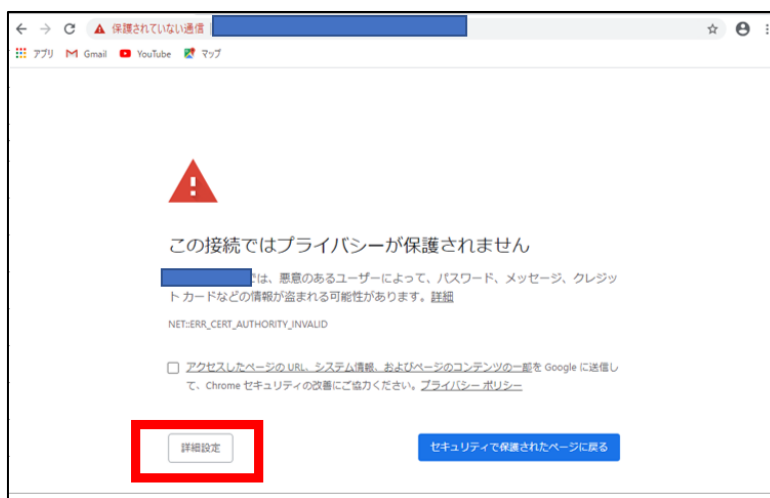 保護されていない通信
アプリ Gmail YouTube マップ
この接続ではプライバシーが保護されません
では、悪意のあるユーザーによって、パスワード、メッセージ、クレジッ
ト カードなどの情報が盗まれる可能性があります。詳細
NET::ERR_CERT_AUTHORITY_INVALID
アクセスしたページの URL、システム情報、およびページのコンテンツの一部を Google に送信し
て、Chrome セキュリティの改善にご協力ください。プライバシー ポリシー
詳細設定 セキュリティで保護されたページに戻る